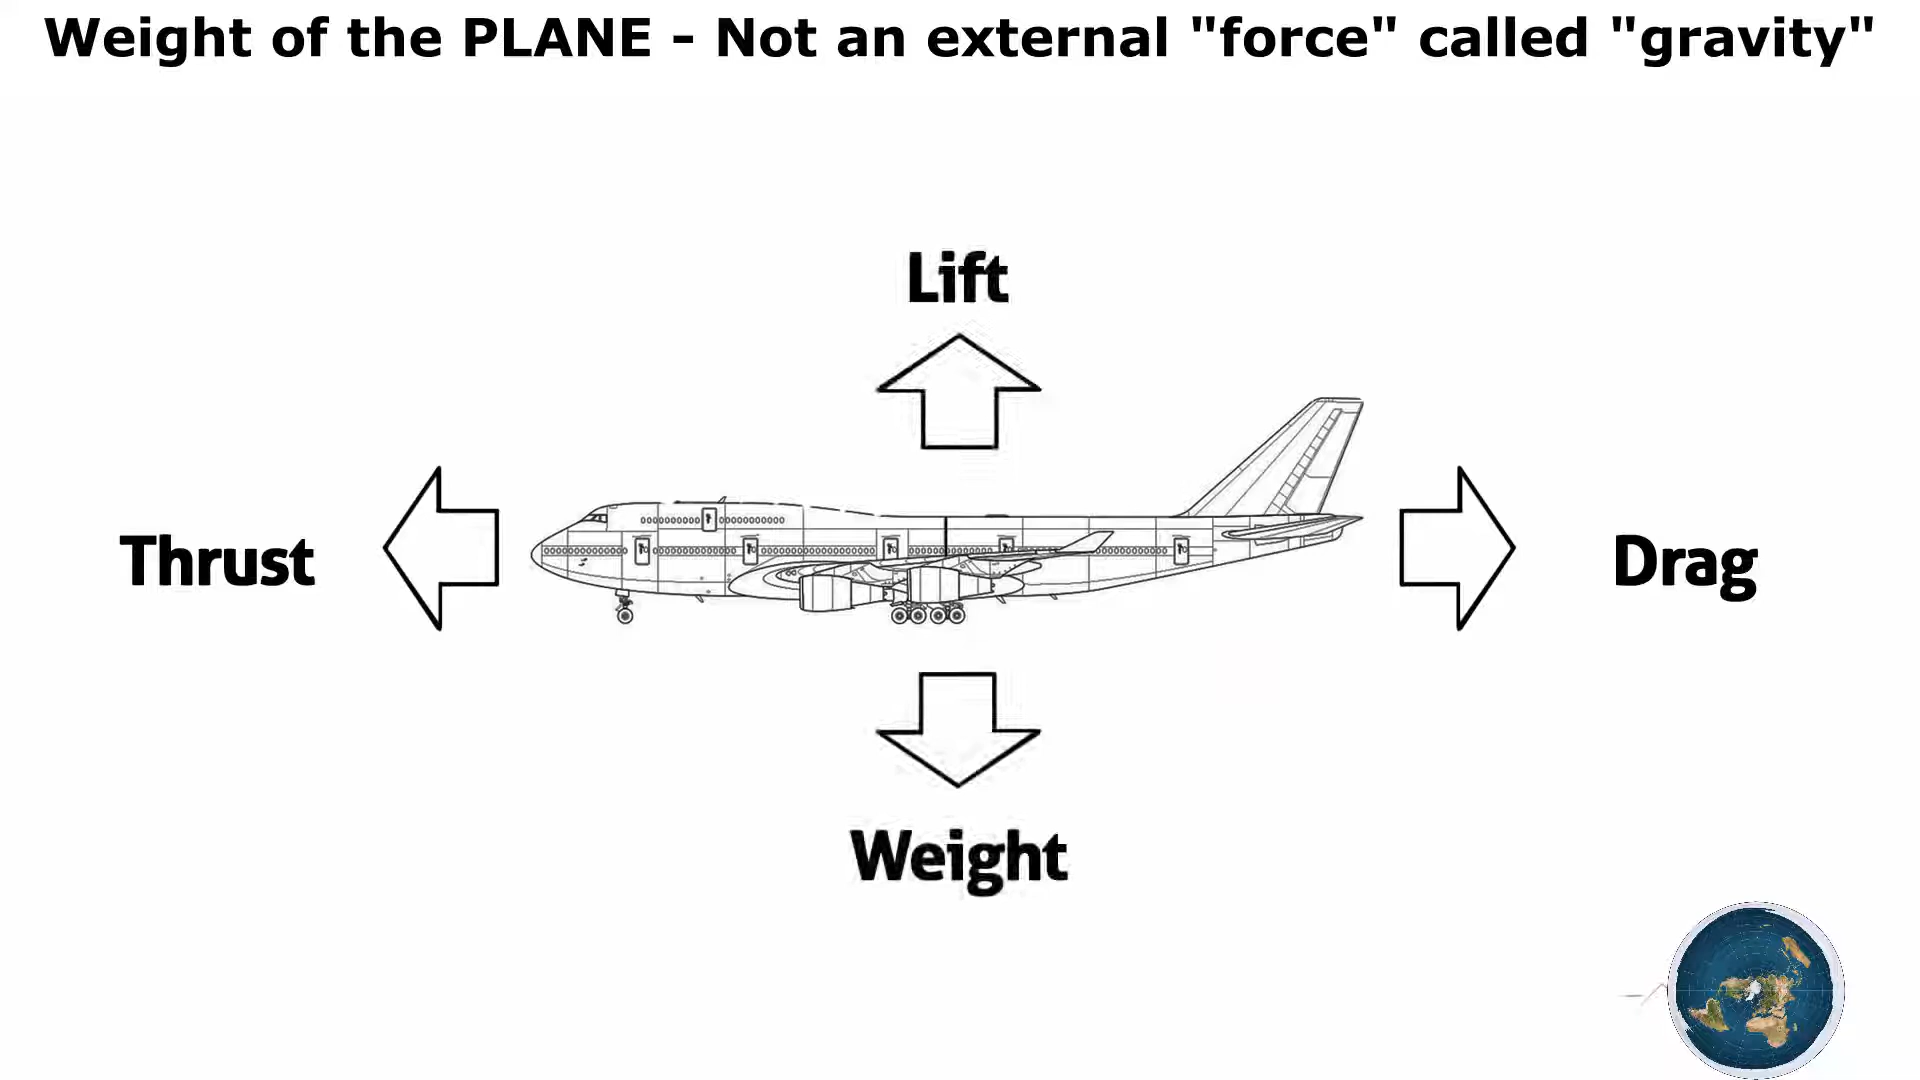 Weight of the PLANE - Not an external "force" called "gravity"
Lift
Thrust
Drag
Weight